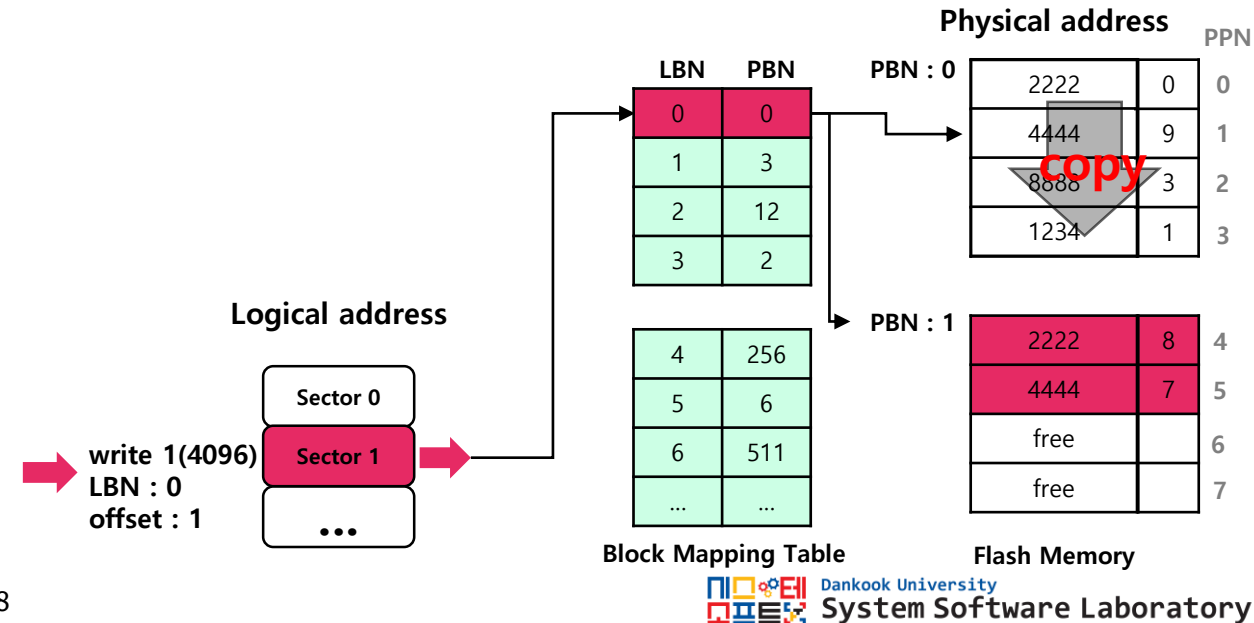 Physical address
PPN
LBN PBN
0 0
1 3
2 12
3 2
4 256
5 6
6 511
... ...
Block Mapping Table
PBN : 0
2222 0 0
4444 9 1
8888 3 2
1234 1 3
copy
PBN : 1
2222 8 4
4444 7 5
free 6
free 7
Flash Memory
Logical address
Sector 0
Sector 1
...
write 1(4096)
LBN : 0
offset : 1
8
Dankook University
System Software Laboratory